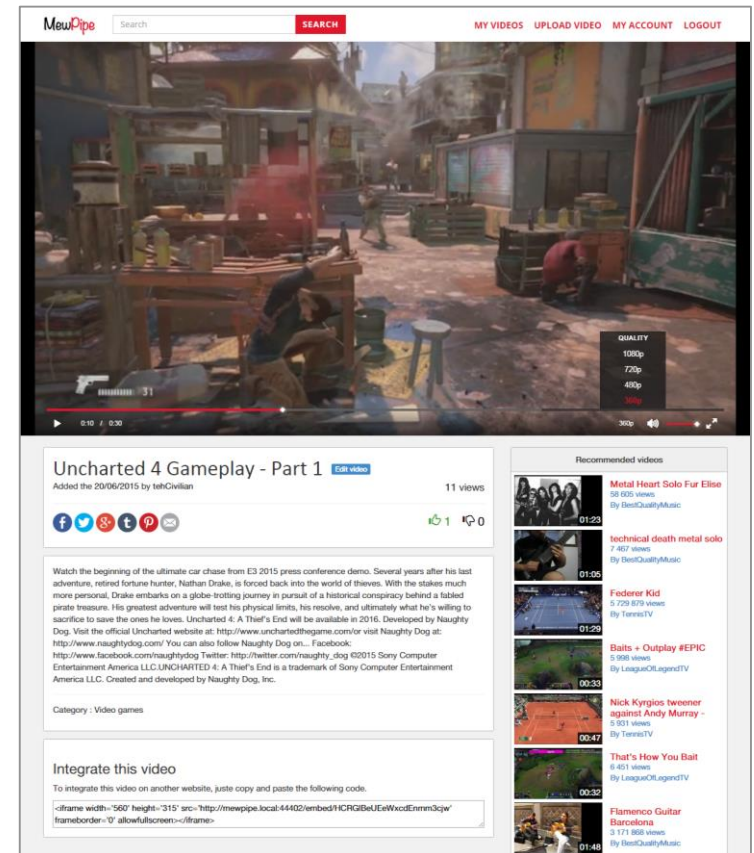 MewPipe
Search
SEARCH
MY VIDEOS UPLOAD VIDEO MY ACCOUNT LOGOUT
31
QUALITY
1080p
720p
480p
360p
0:10 / 0:30
360p
Uncharted 4 Gameplay - Part 1 Edit video
Added the 20/06/2015 by tehCivilian
11 views
1 0
Watch the beginning of the ultimate car chase from E3 2015 press conference demo. Several years after his last
adventure, retired fortune hunter, Nathan Drake, is forced back into the world of thieves. With the stakes much
more personal, Drake embarks on a globe-trotting journey in pursuit of a historical conspiracy behind a fabled
pirate treasure. His greatest adventure will test his physical limits, his resolve, and ultimately what he's willing to
sacrifice to save the ones he loves. Uncharted 4: A Thief's End will be available in 2016. Developed by Naughty
Dog. Visit the official Uncharted website at: http://www.unchartedthegame.com/or visit Naughty Dog at:
http://www.naughtydog.com/ You can also follow Naughty Dog on... Facebook:
http://www.facebook.com/naughtydog Twitter: http://twitter.com/naughty_dog ©2015 Sony Computer
Entertainment America LLC.UNCHARTED 4: A Thief's End is a trademark of Sony Computer Entertainment
America LLC. Created and developed by Naughty Dog, Inc.
Category : Video games
Integrate this video
To integrate this video on another website, juste copy and paste the following code.
<iframe width='560' height='315' src='http://mewpipe.local:44402/embed/HCRGlBeUEeWxcdEnmm3cjw'
frameborder='0' allowfullscreen></iframe>
Recommended videos
Metal Heart Solo Fur Elise
58 605 views
By BestQualityMusic
01:23
technical death metal solo
7 467 views
By BestQualityMusic
01:05
Federer Kid
5 729 879 views
By TennisTV
01:29
Baits + Outplay #EPIC
5 998 views
By LeagueOfLegendTV
00:33
Nick Kyrgios tweener
against Andy Murray -
5 931 views
By TennisTV
00:47
That's How You Bait
6 451 views
By LeagueOfLegendTV
00:32
Flamenco Guitar
Barcelona
3 171 868 views
By BestQualityMusic
01:48